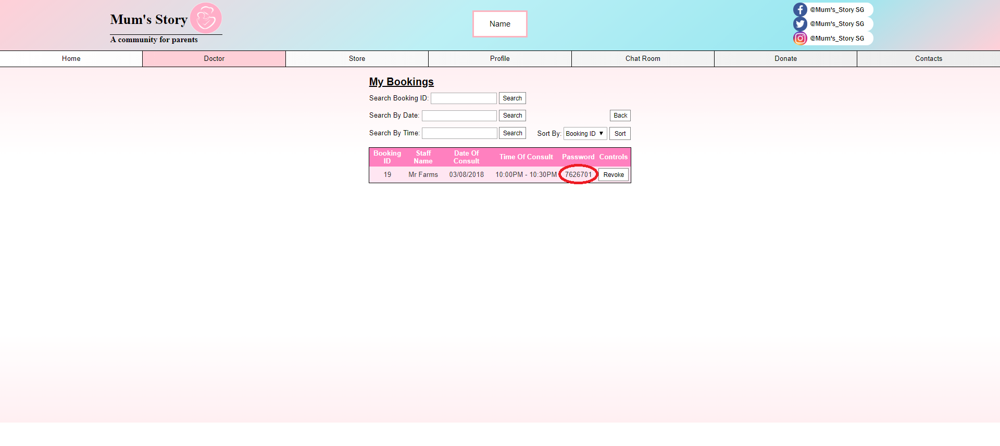 Mum's Story
A community for parents
Name
@Mum's_Story SG
@Mum's_Story SG
@Mum's_Story SG
Home Doctor Store Profile Chat Room Donate Contacts
My Bookings
Search Booking ID: Search
Search By Date: Search Back
Search By Time: Search Sort By: Booking ID ▼ Sort
Booking ID Staff Name Date Of Consult Time Of Consult Password Controls
19 Mr Farms 03/08/2018 10:00PM - 10:30PM 7626701 Revoke